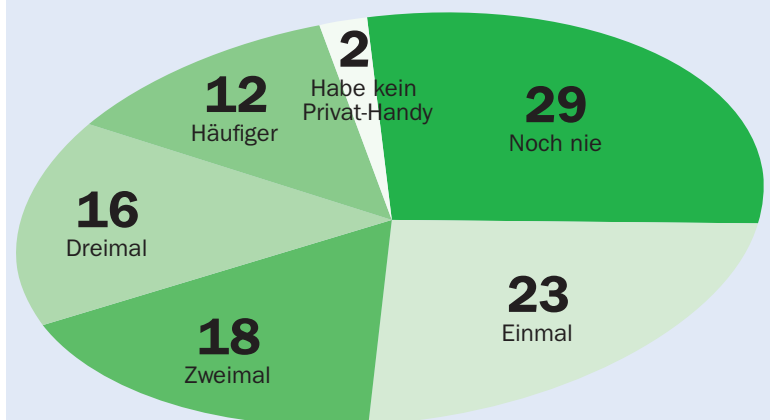 2
Habe kein
Privat-Handy
29
Noch nie
23
Einmal
18
Zweimal
16
Dreimal
12
Häufiger